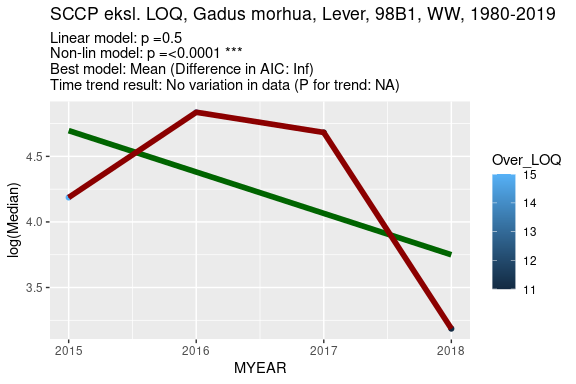 SCCP eksl. LOQ, Gadus morhua, Lever, 98B1, WW, 1980-2019
Linear model: p =0.5
Non-lin model: p =<0.0001 ***
Best model: Mean (Difference in AIC: Inf)
Time trend result: No variation in data (P for trend: NA)
log(Median)
4.5
4.0
3.5
2015
2016
2017
2018
MYEAR
Over_LOQ
15
14
13
12
11